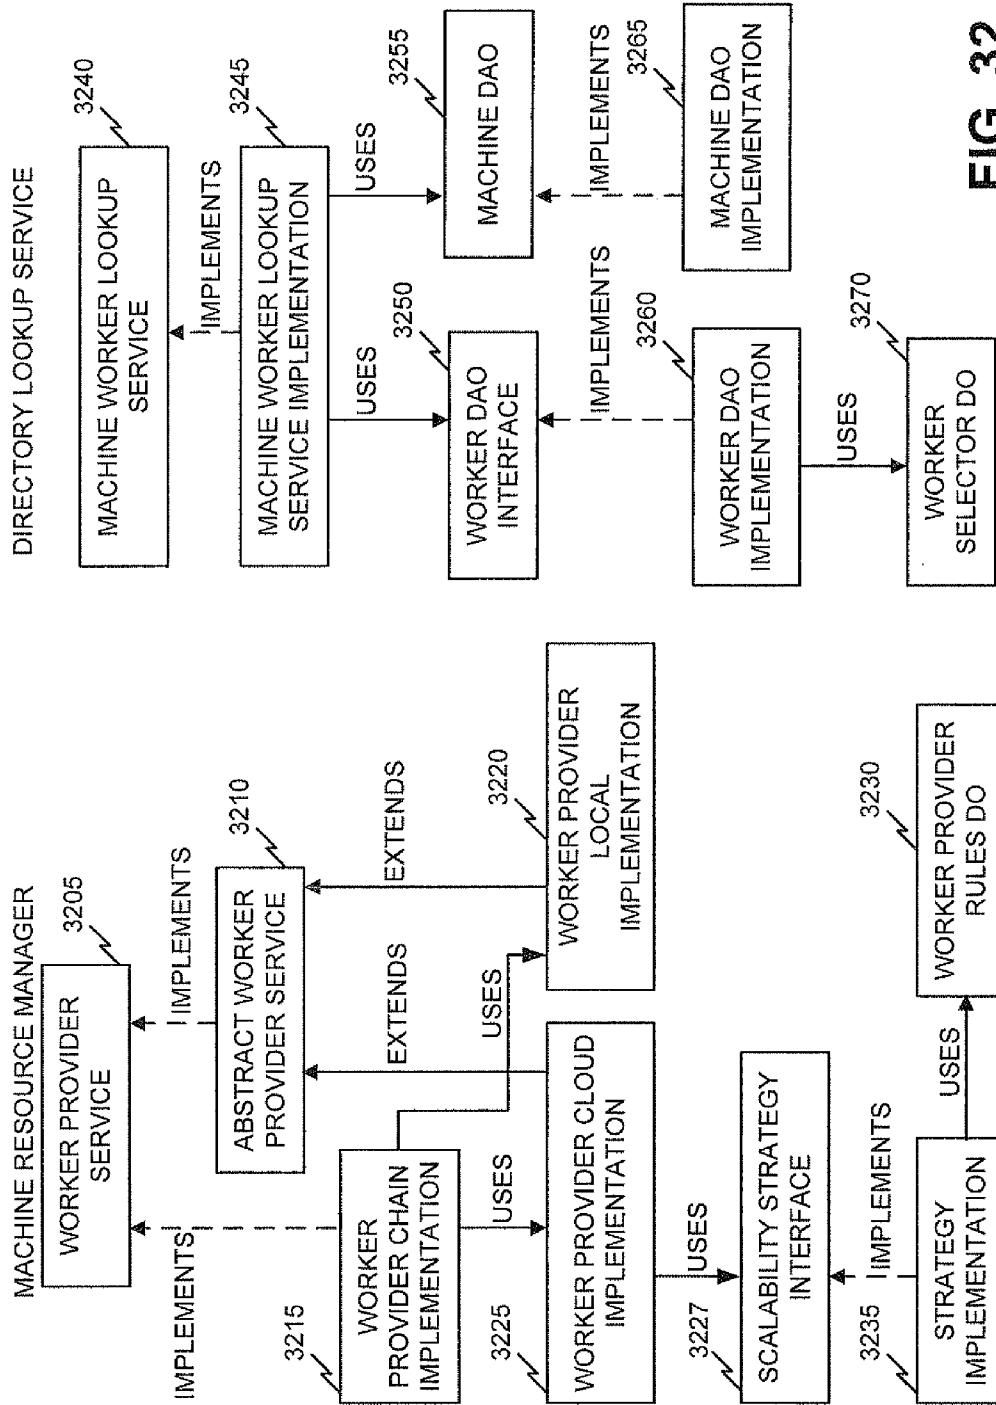 MACHINE RESOURCE MANAGER
3205
WORKER PROVIDER
SERVICE
IMPLEMENTS
IMPLEMENTS
3210
ABSTRACT WORKER
PROVIDER SERVICE
3215
WORKER
PROVIDER CHAIN
IMPLEMENTATION
EXTENDS
EXTENDS
USES
USES
3220
WORKER PROVIDER
LOCAL
IMPLEMENTATION
3225
WORKER PROVIDER CLOUD
IMPLEMENTATION
USES
3227
SCALABILITY STRATEGY
INTERFACE
IMPLEMENTS
3230
WORKER PROVIDER
RULES DO
USES
3235
STRATEGY
IMPLEMENTATION
DIRECTORY LOOKUP SERVICE
3240
MACHINE WORKER LOOKUP
SERVICE
IMPLEMENTS
3245
MACHINE WORKER LOOKUP
SERVICE IMPLEMENTATION
USES
USES
3250
WORKER DAO
INTERFACE
3255
MACHINE DAO
IMPLEMENTS
IMPLEMENTS
3260
WORKER DAO
IMPLEMENTATION
3265
MACHINE DAO
IMPLEMENTATION
USES
3270
WORKER
SELECTOR DO
FIG. 32